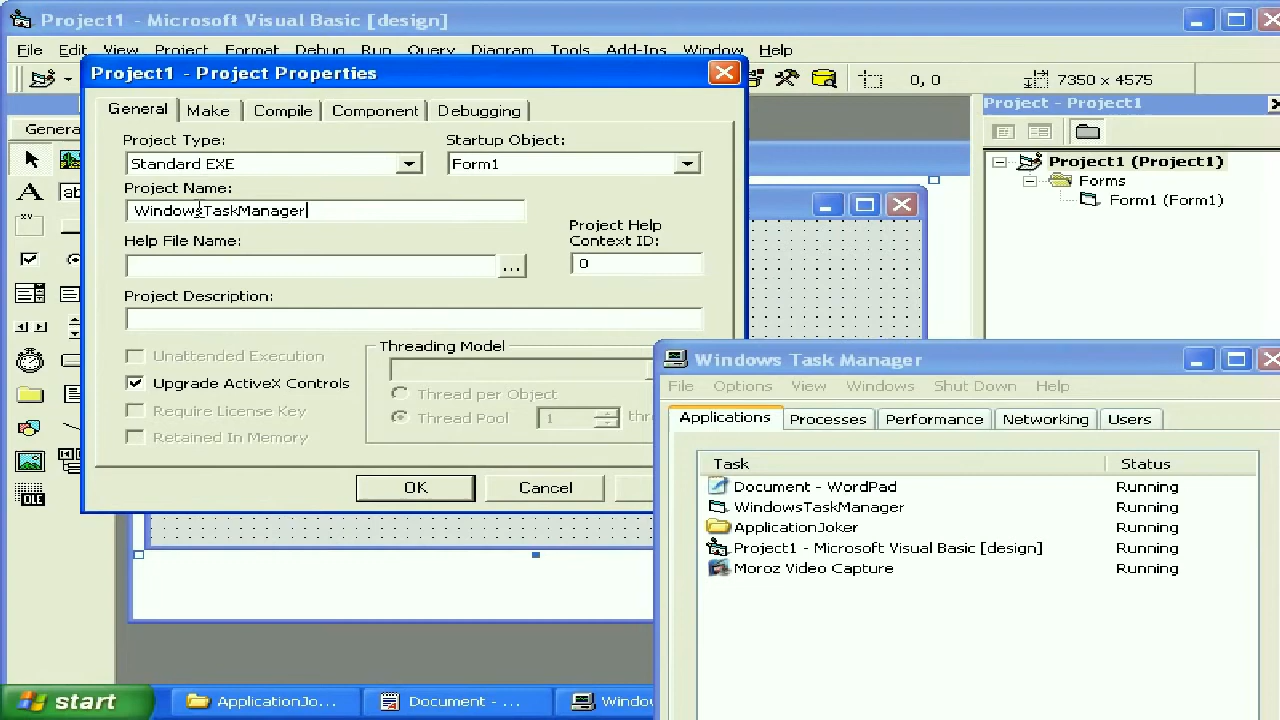 Project1 - Microsoft Visual Basic [design]
File Edit View Project Format Debug Run Query Diagram Tools Add-Ins Window Help
0, 0 7350 x 4575
Project1 - Project Properties
General Make Compile Component Debugging
Project Type: Startup Object:
Standard EXE Form1
Project Name:
WindowsTaskManager
Project Help
Context ID:
Help File Name:
0
...
Project Description:
Unattended Execution
Upgrade ActiveX Controls
Require License Key
Retained In Memory
Threading Model
Thread per Object
Thread Pool 1
OK Cancel
Genera
A
ab
OLE
Project - Project1
Project1 (Project1)
Forms
Form1 (Form1)
Windows Task Manager
File Options View Windows Shut Down Help
Applications Processes Performance Networking Users
Task Status
Document - WordPad Running
WindowsTaskManager Running
ApplicationJoker Running
Project1 - Microsoft Visual Basic [design] Running
Moroz Video Capture Running
start ApplicationJo... Document - ... Windo